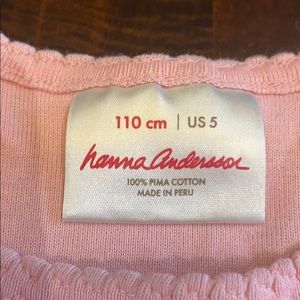 110 cm | US 5
hanna andersson
100% PIMA COTTON
MADE IN PERU